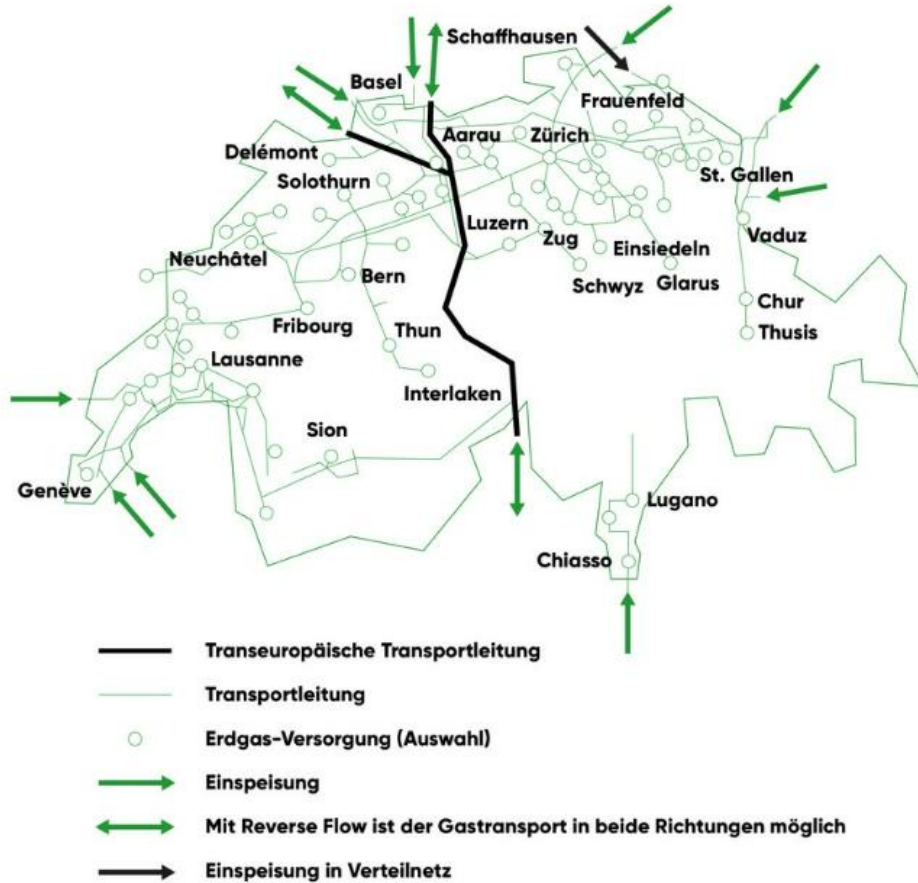 Schaffhausen
Basel
Frauenfeld
Aarau
Zürich
Delémont
St. Gallen
Solothurn
Luzern
Zug
Vaduz
Neuchâtel
Einsiedeln
Bern
Schwyz
Glarus
Chur
Fribourg
Thun
Thusis
Lausanne
Interlaken
Sion
Genève
Lugano
Chiasso
Transeuropäische Transportleitung
Transportleitung
Erdgas-Versorgung (Auswahl)
Einspeisung
Mit Reverse Flow ist der Gastransport in beide Richtungen möglich
Einspeisung in Verteilnetz